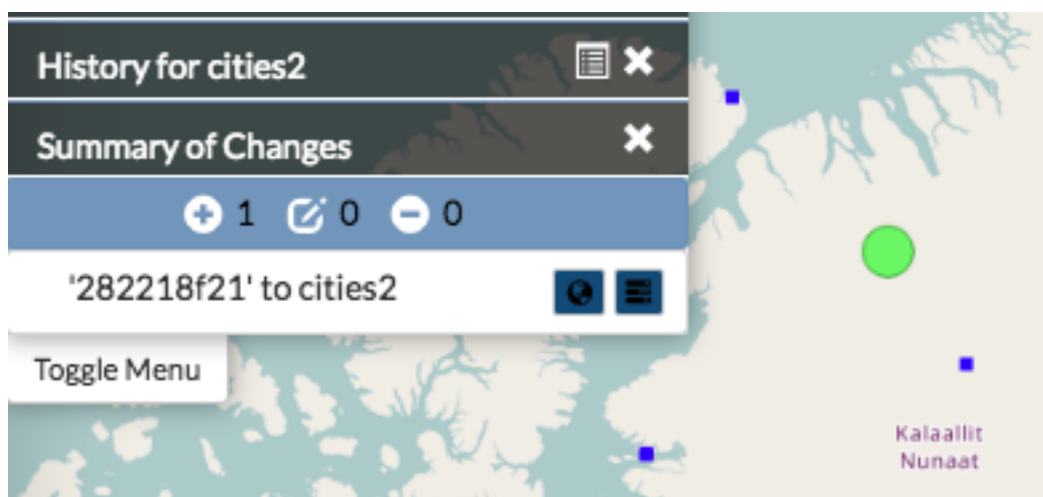 History for cities2
Summary of Changes
1 0 0
'282218f21' to cities2
Toggle Menu
Kalaallit
Nunaat